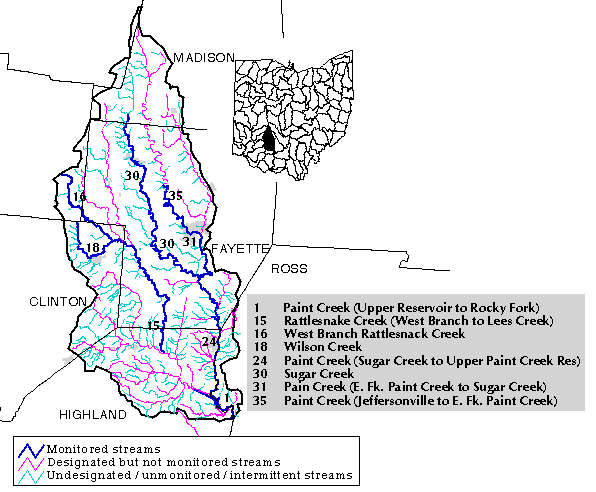 MADISON
30
35
16
18
30
31
FAYETTE
ROSS
CLINTON
15
24
HIGHLAND
1
1 Paint Creek (Upper Reservoir to Rocky Fork)
15 Rattlesnake Creek (West Branch to Lees Creek)
16 West Branch Rattlesnack Creek
18 Wilson Creek
24 Paint Creek (Sugar Creek to Upper Paint Creek Res)
30 Sugar Creek
31 Pain Creek (E. Fk. Paint Creek to Sugar Creek)
35 Paint Creek (Jeffersonville to E. Fk. Paint Creek)
Monitored streams
Designated but not monitored streams
Undesignated / unmonitored / intermittent streams